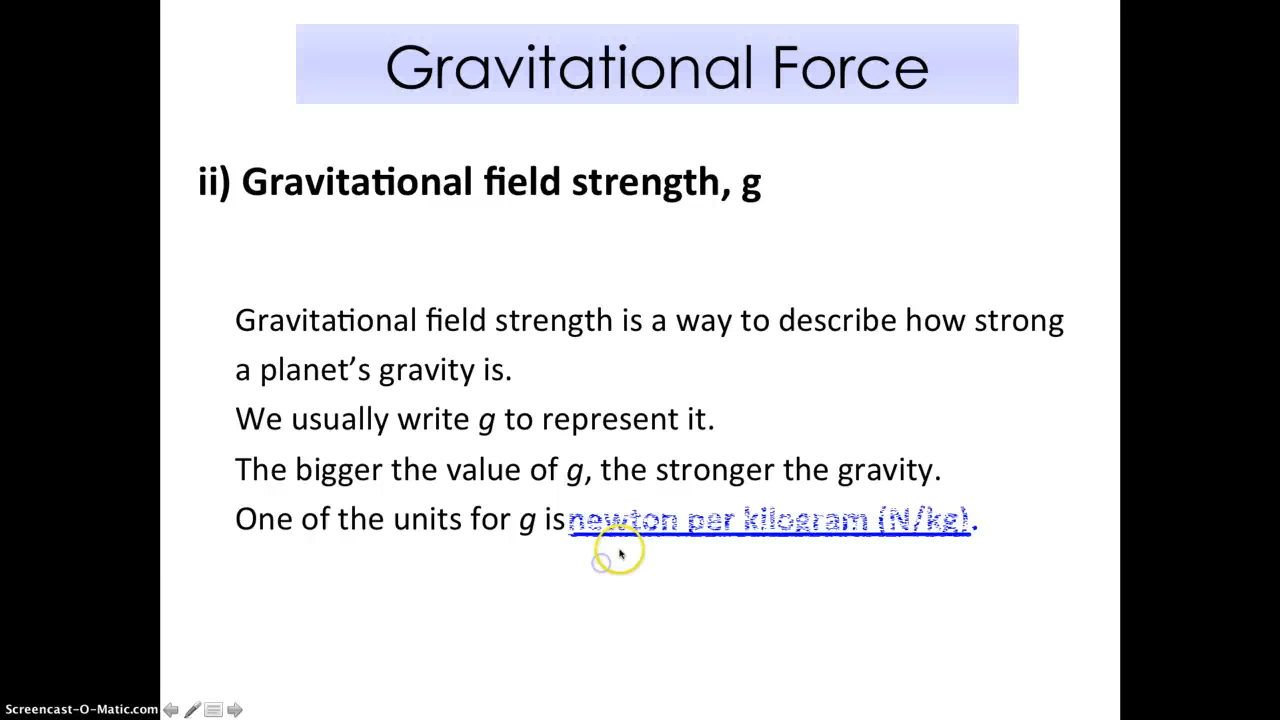 Gravitational Force
ii) Gravitational field strength, g
Gravitational field strength is a way to describe how strong
a planet’s gravity is.
We usually write g to represent it.
The bigger the value of g, the stronger the gravity.
One of the units for g is newton per kilogram (N/kg).
Screencast-O-Matic.com